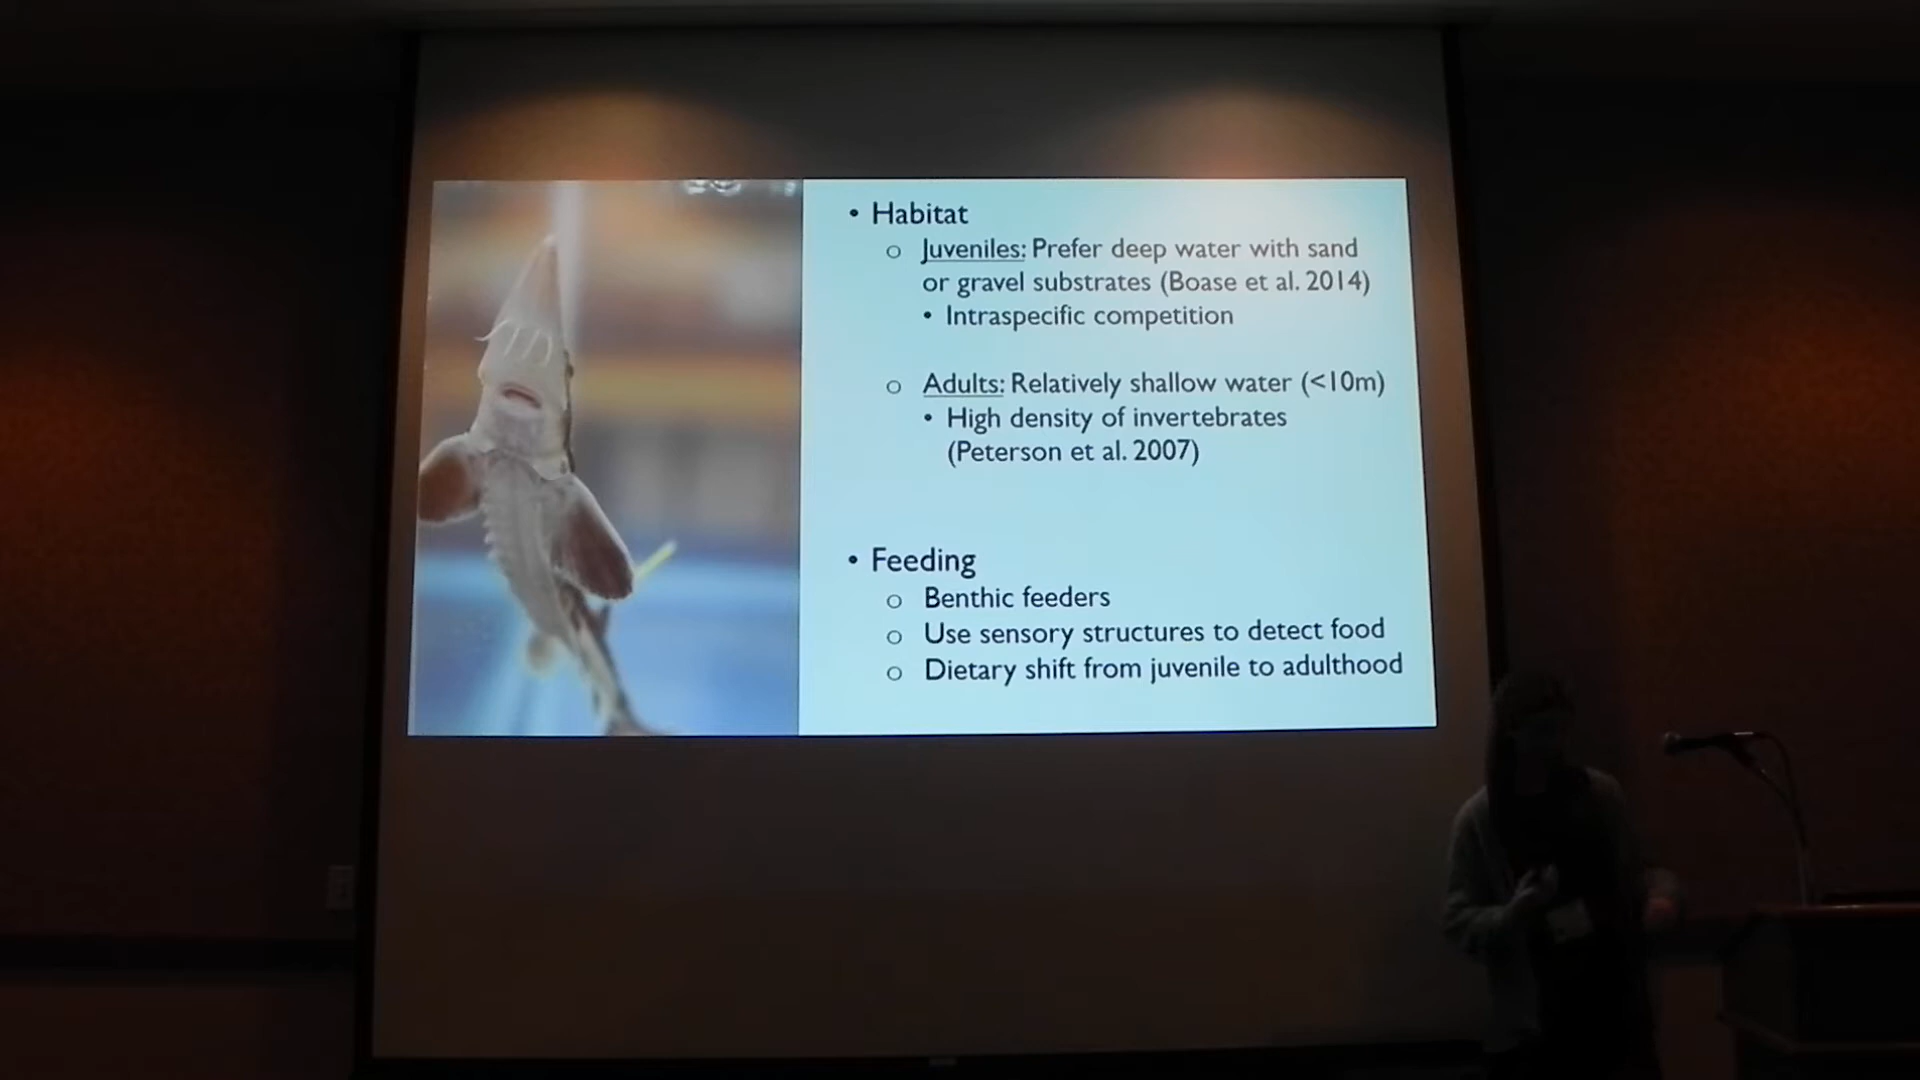 • Habitat
o Juveniles: Prefer deep water with sand
or gravel substrates (Boase et al. 2014)
• Intraspecific competition
o Adults: Relatively shallow water (<10m)
• High density of invertebrates
(Peterson et al. 2007)
• Feeding
o Benthic feeders
o Use sensory structures to detect food
o Dietary shift from juvenile to adulthood